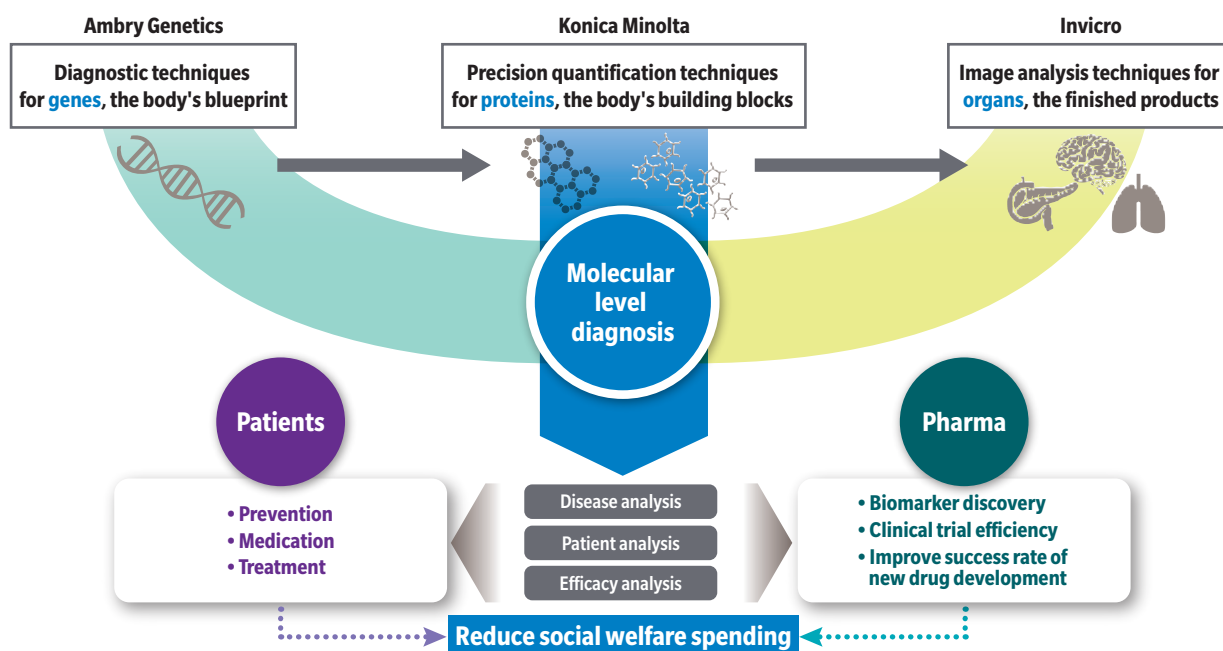 Ambry Genetics
Diagnostic techniques
for genes, the body's blueprint
Konica Minolta
Precision quantification techniques
for proteins, the body's building blocks
Invicro
Image analysis techniques for
organs, the finished products
Molecular
level
diagnosis
Patients
• Prevention
• Medication
• Treatment
Disease analysis
Patient analysis
Efficacy analysis
Pharma
• Biomarker discovery
• Clinical trial efficiency
• Improve success rate of
new drug development
Reduce social welfare spending